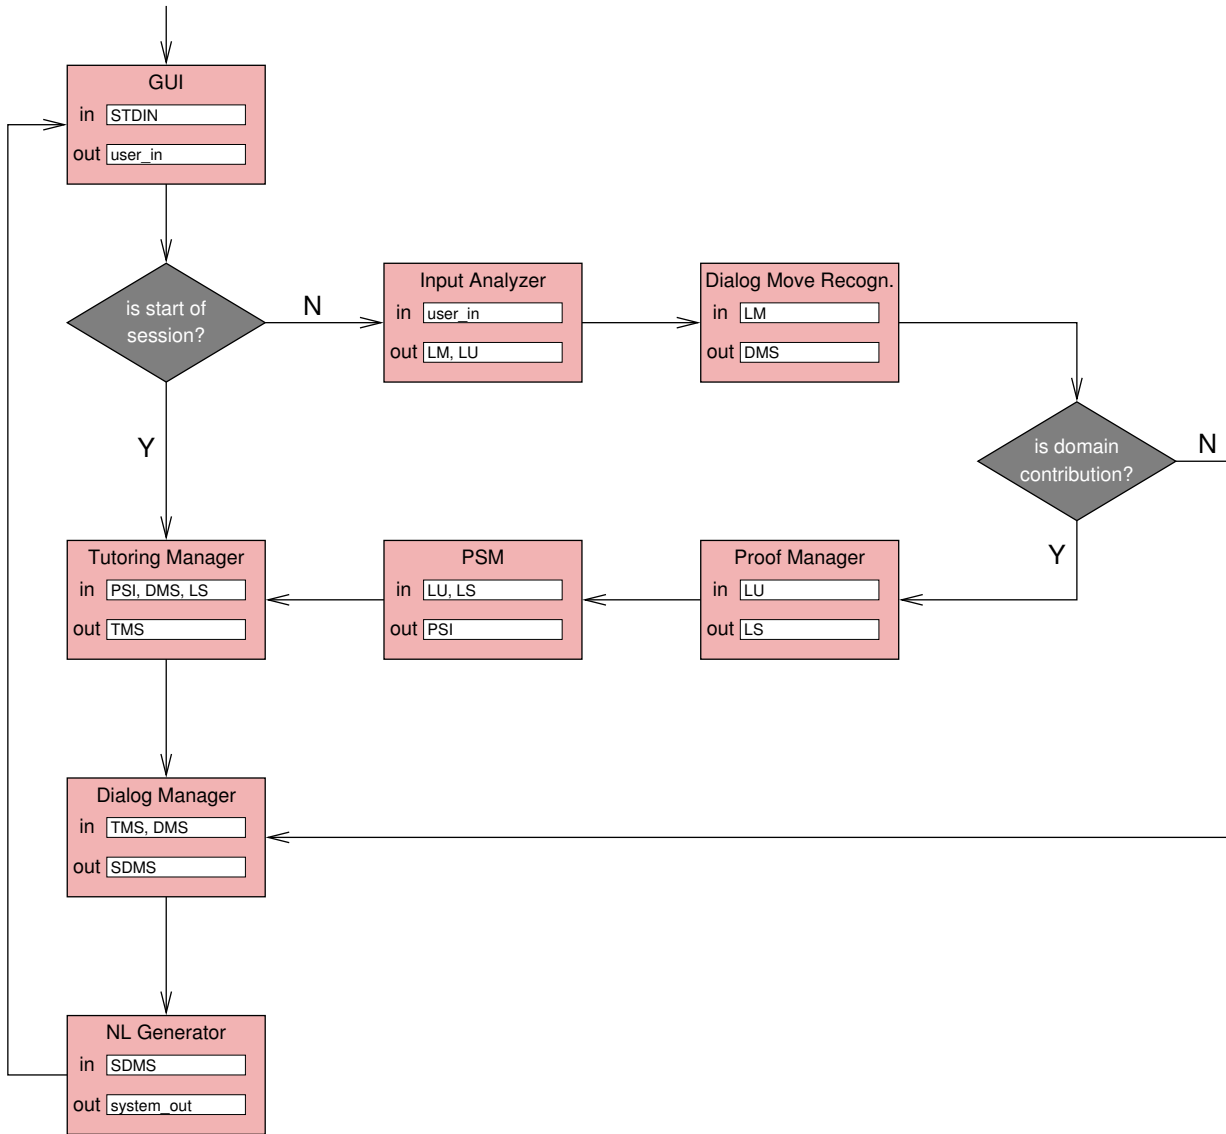 GUI
in STDIN
out user_in
is start of
session?
N
Y
Input Analyzer
in user_in
out LM, LU
Dialog Move Recogn.
in LM
out DMS
is domain
contribution?
N
Y
Tutoring Manager
in PSI, DMS, LS
out TMS
PSM
in LU, LS
out PSI
Proof Manager
in LU
out LS
Dialog Manager
in TMS, DMS
out SDMS
NL Generator
in SDMS
out system_out